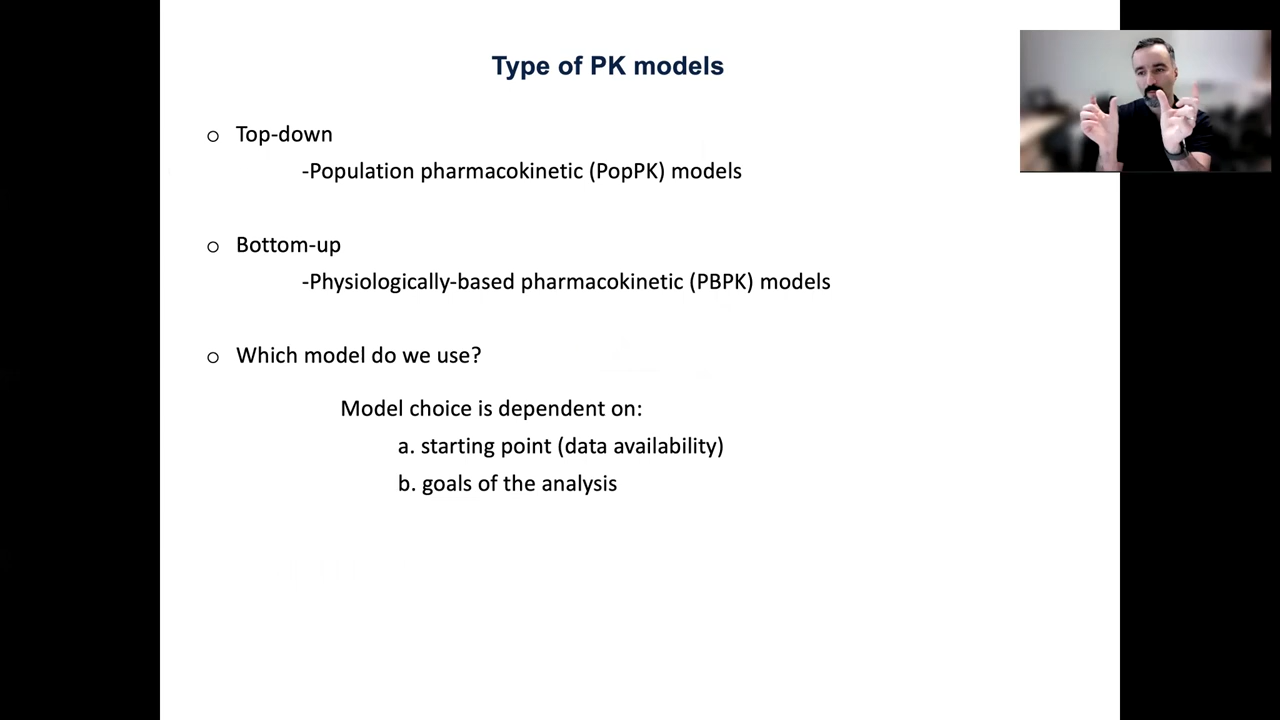 Type of PK models
o Top-down
-Population pharmacokinetic (PopPK) models
o Bottom-up
-Physiologically-based pharmacokinetic (PBPK) models
o Which model do we use?
Model choice is dependent on:
a. starting point (data availability)
b. goals of the analysis